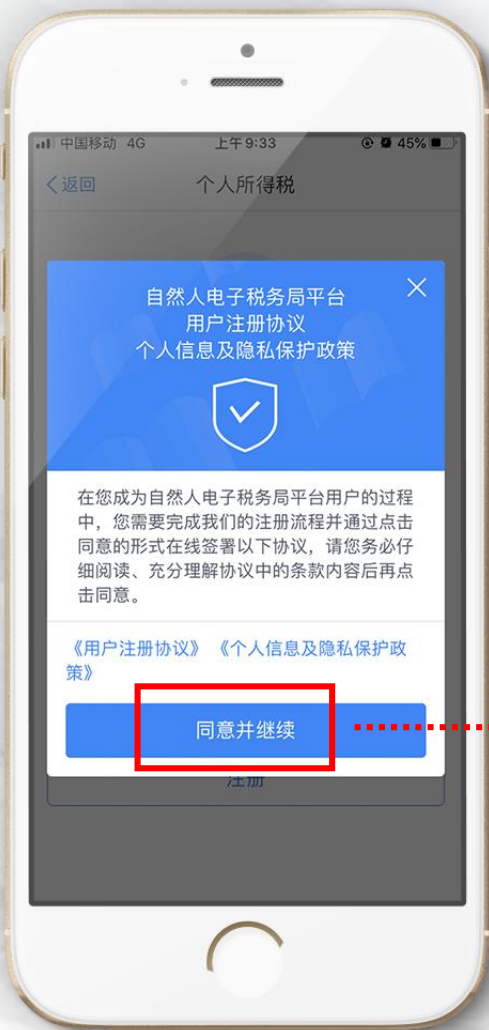 中国移动 4G 上午9:33 45%
返回 个人所得税
自然人电子税务局平台
用户注册协议
个人信息及隐私保护政策
在您成为自然人电子税务局平台用户的过程
中，您需要完成我们的注册流程并通过点击
同意的形式在线签署以下协议，请您务必仔
细阅读、充分理解协议中的条款内容后再点
击同意。
《用户注册协议》 《个人信息及隐私保护政
策》
同意并继续
注册